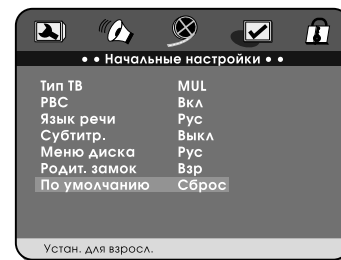 • • Начальные настройки • •
Тип ТВ MUL
РВС Вкл
Язык речи Рус
Субтитр. Выкл
Меню диска Рус
Родит. замок Взр
По умолчанию Сброс
Устан. для взросл.